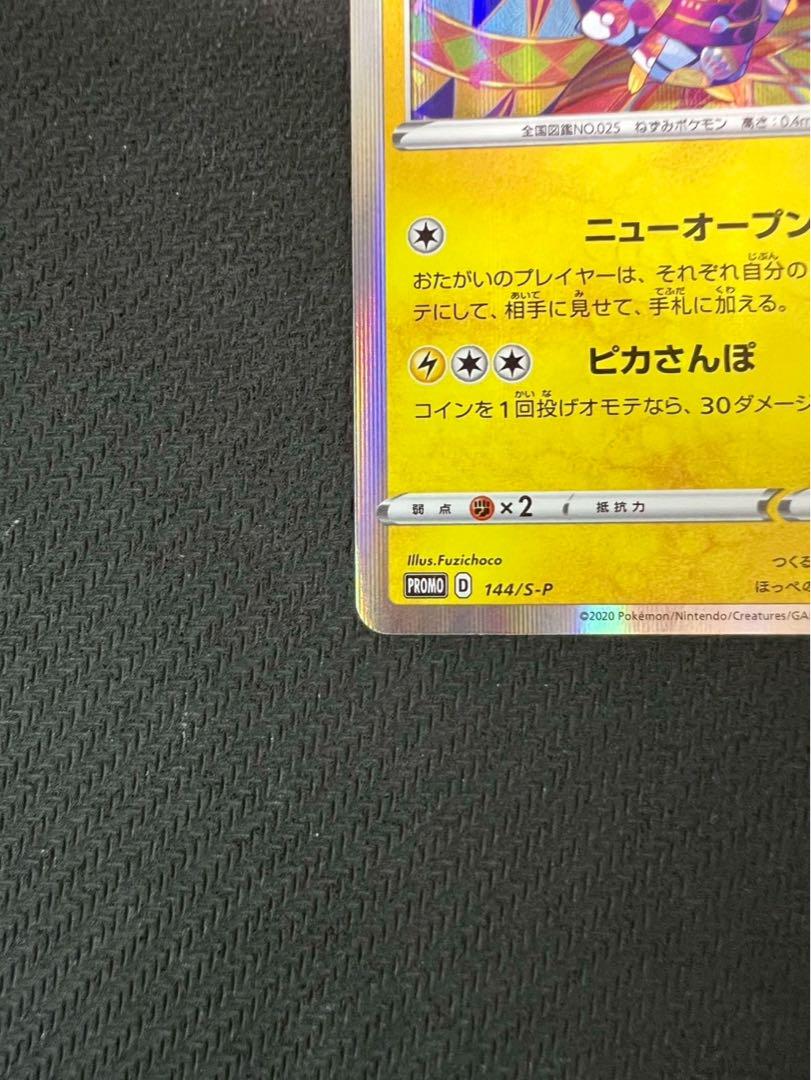 全国図鑑NO.025 ねずみポケモン 高さ:0.4m
ニューオープン
おたがいのプレイヤーは、それぞれ自分の
テにして、相手に見せて、手札に加える。
ピカさんぽ
コインを1回投げオモテなら、30ダメージ
弱点 ×2 抵抗力
Illus.Fuzichoco
つくる
PROMO D 144/S-P
ほっぺの
©2020 Pokémon/Nintendo/Creatures/GA